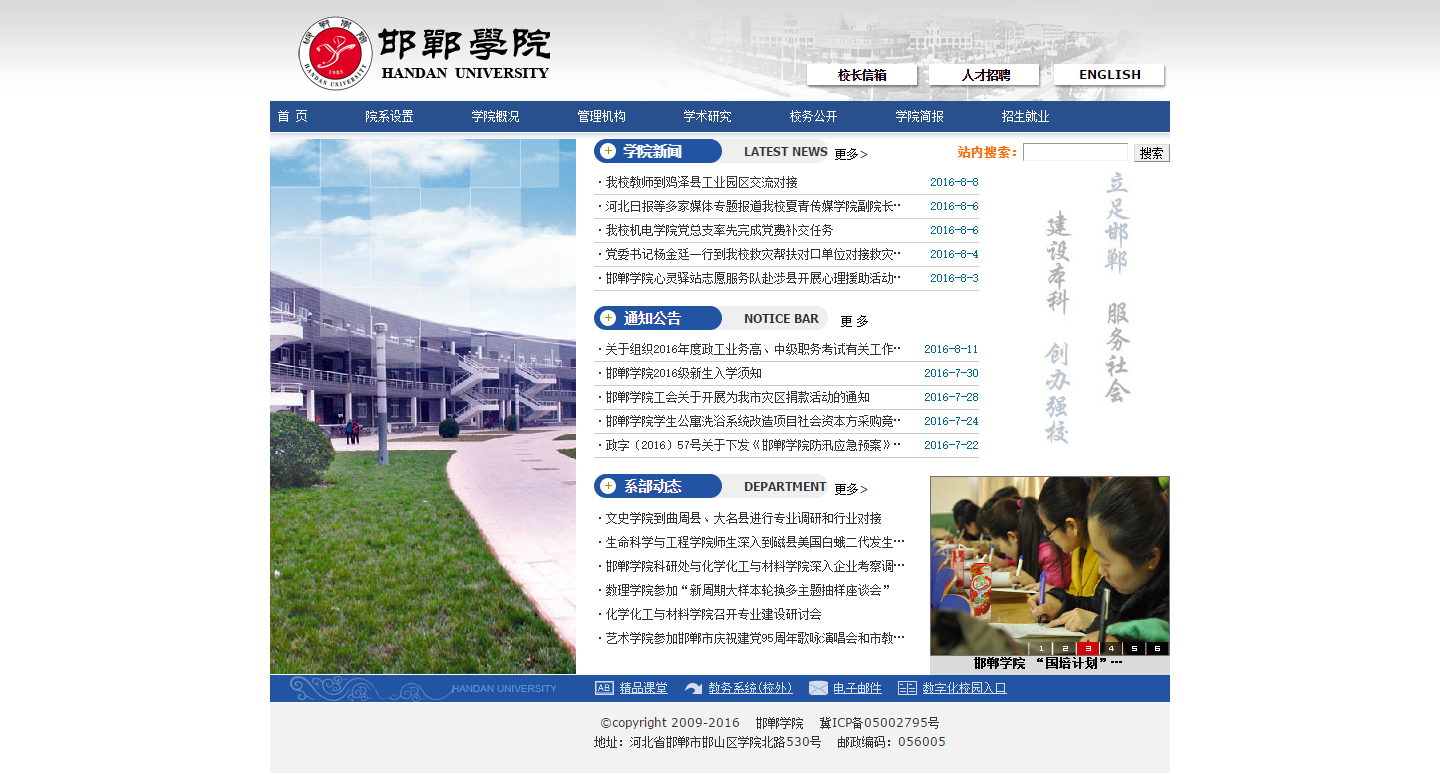 邯鄲學院
HANDAN UNIVERSITY
HANDAN UNIVERSITY
1905
校长信箱 人才招聘 ENGLISH
首 页 院系设置 学院概况 管理机构 学术研究 校务公开 学院简报 招生就业
学院新闻 LATEST NEWS 更多>
站内搜索： 搜索
·我校教师到鸡泽县工业园区交流对接 2016-8-8
·河北日报等多家媒体专题报道我校夏青传媒学院副院长… 2016-8-6
·我校机电学院党总支率先完成党费补交任务 2016-8-6
·党委书记杨金廷一行到我校救灾帮扶对口单位对接救灾… 2016-8-4
·邯郸学院心灵驿站志愿服务队赴涉县开展心理援助活动… 2016-8-3
立足邯郸 服务社会
建设本科 创办强校
通知公告 NOTICE BAR 更 多
·关于组织2016年度政工业务高、中级职务考试有关工作… 2016-8-11
·邯郸学院2016级新生入学须知 2016-7-30
·邯郸学院工会关于开展为我市灾区捐款活动的通知 2016-7-28
·邯郸学院学生公寓洗浴系统改造项目社会资本方采购竞… 2016-7-24
·政字（2016）57号关于下发《邯郸学院防汛应急预案》… 2016-7-22
系部动态 DEPARTMENT 更多>
·文史学院到曲周县、大名县进行专业调研和行业对接
·生命科学与工程学院师生深入到磁县美国白蛾二代发生…
·邯郸学院科研处与化学化工与材料学院深入企业考察调…
·数理学院参加“新周期大样本轮换多主题抽样座谈会”
·化学化工与材料学院召开专业建设研讨会
·艺术学院参加邯郸市庆祝建党95周年歌咏演唱会和市教…
1 2 3 4 5 6
邯郸学院 “国培计划”…
HANDAN UNIVERSITY AB 精品课堂 教务系统(校外) 电子邮件 数字化校园入口
©copyright 2009-2016 邯郸学院 冀ICP备05002795号
地址：河北省邯郸市邯山区学院北路530号 邮政编码：056005